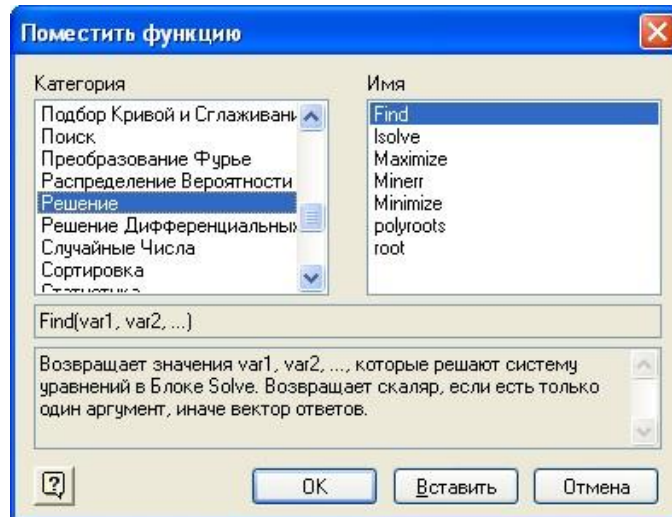 Поместить функцию
Категория
Подбор Кривой и Сглаживани
Поиск
Преобразование Фурье
Распределение Вероятности
Решение
Решение Дифференциальных
Случайные Числа
Сортировка
Статистика
Имя
Find
lsolve
Maximize
Minerr
Minimize
polyroots
root
Find(var1, var2, ...)
Возвращает значения var1, var2, ..., которые решают систему
уравнений в Блоке Solve. Возвращает скаляр, если есть только
один аргумент, иначе вектор ответов.
?
OK
Вставить
Отмена